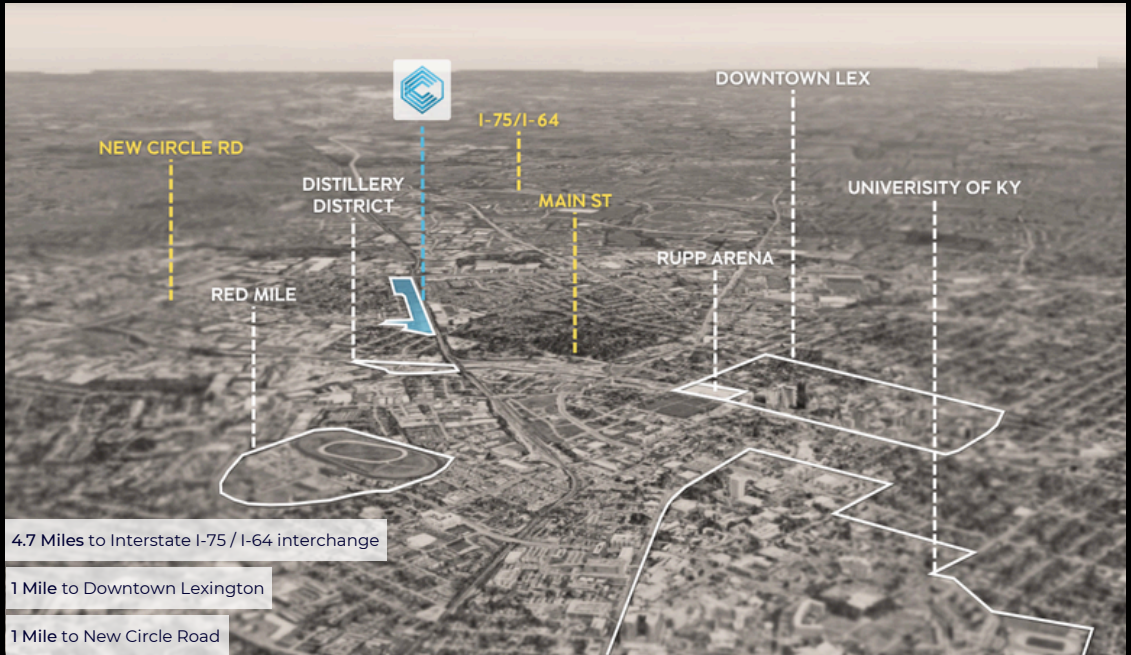 DOWNTOWN LEX
I-75/I-64
NEW CIRCLE RD
DISTILLERY
DISTRICT
UNIVERISITY OF KY
MAIN ST
RUPP ARENA
RED MILE
4.7 Miles to Interstate I-75 / I-64 interchange
1 Mile to Downtown Lexington
1 Mile to New Circle Road